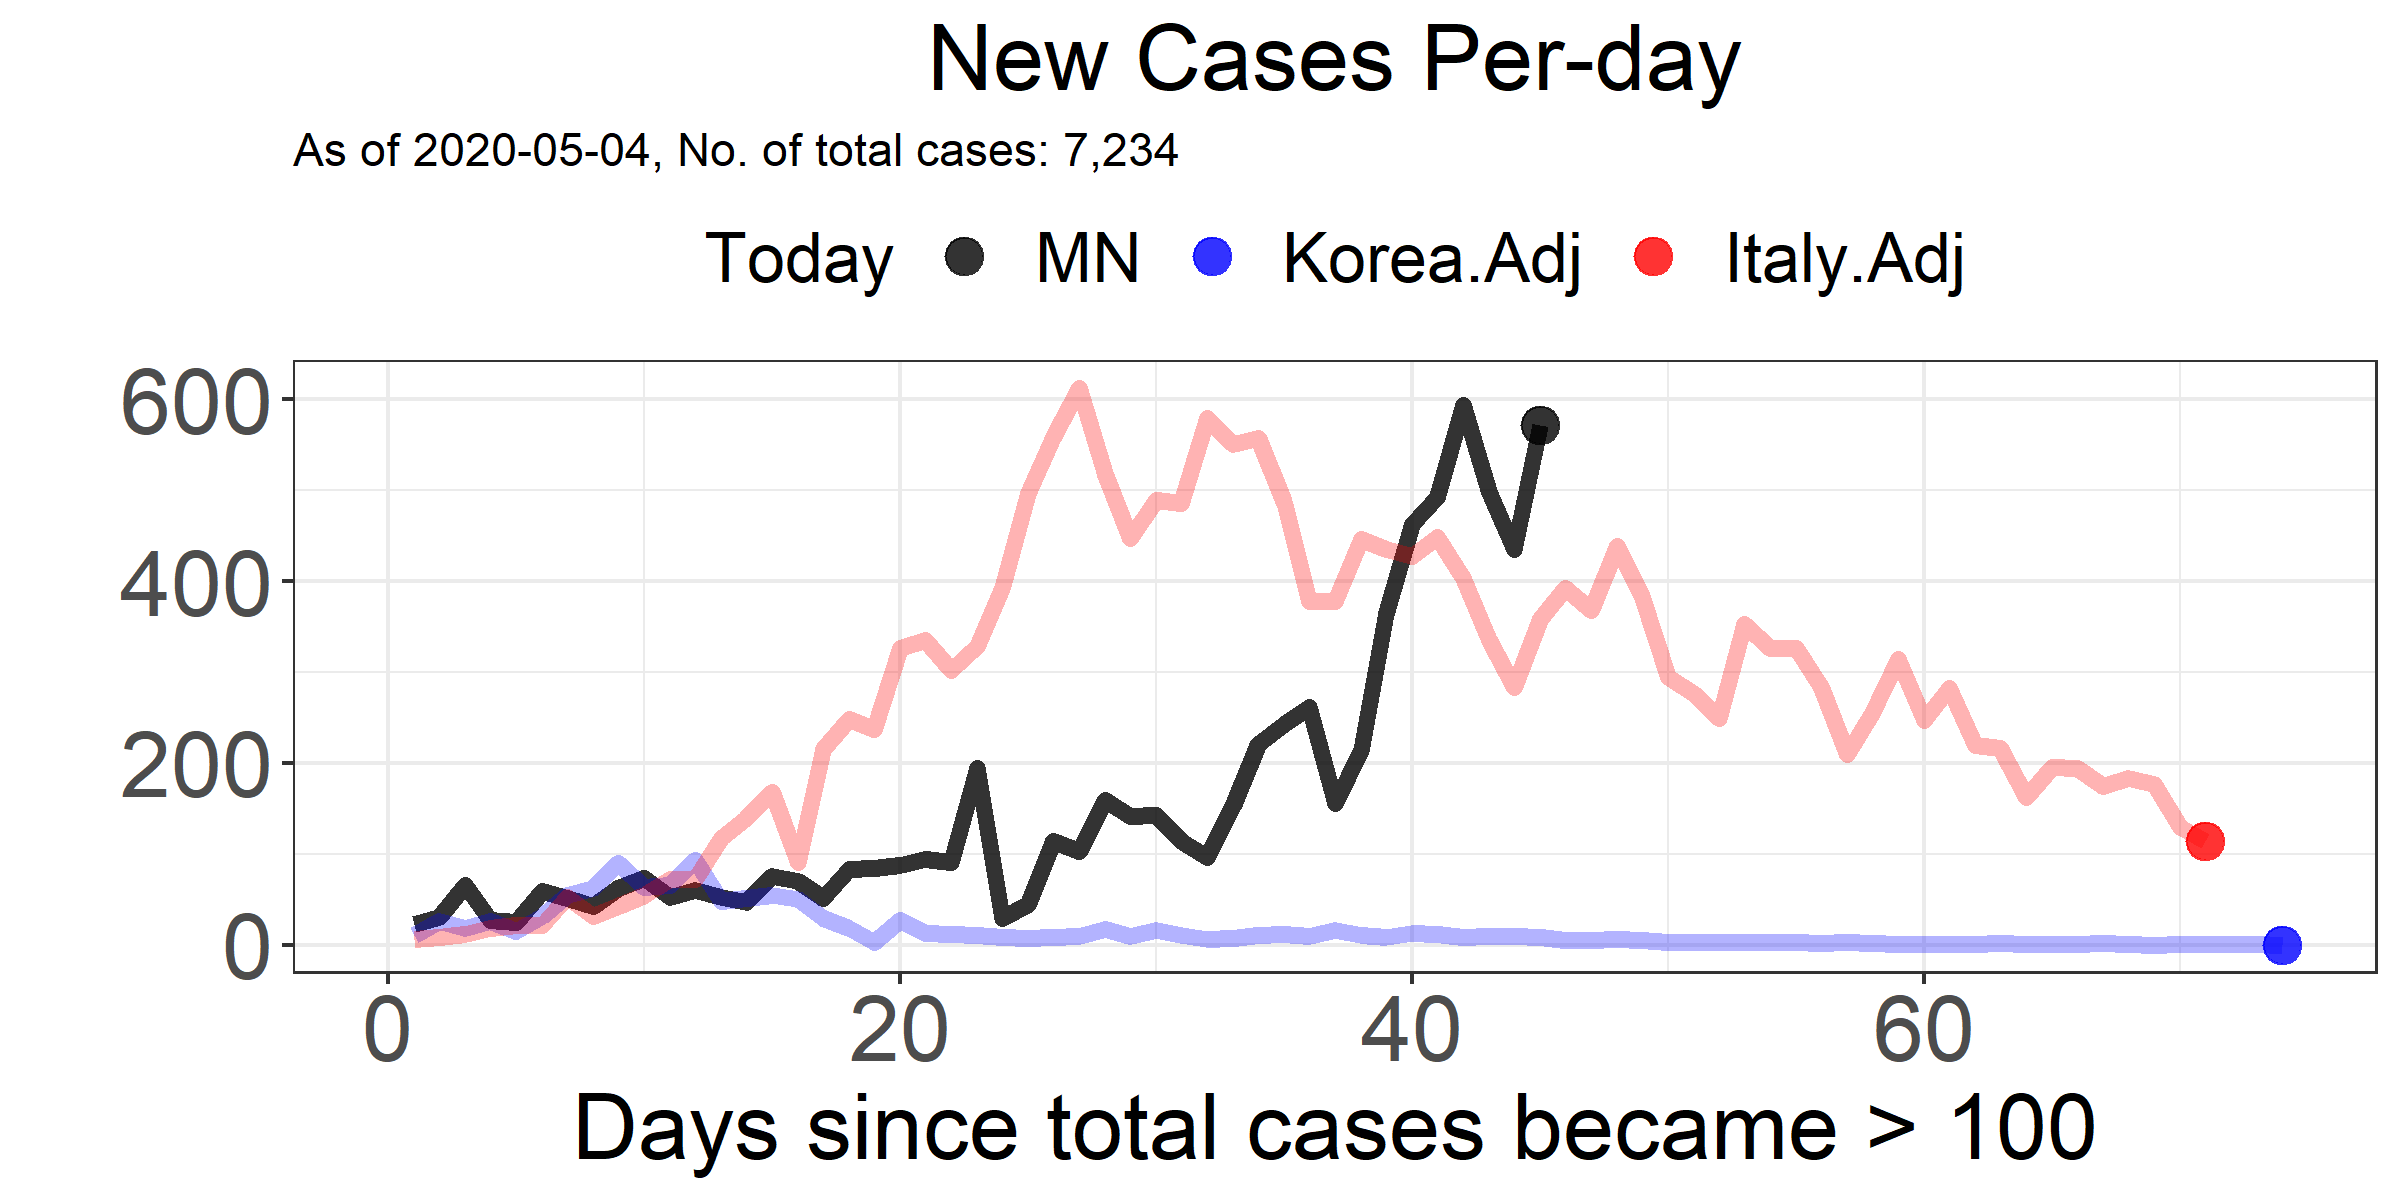 New Cases Per-day
As of 2020-05-04, No. of total cases: 7,234
Today MN Korea.Adj Italy.Adj
600
400
200
0
0 20 40 60
Days since total cases became > 100